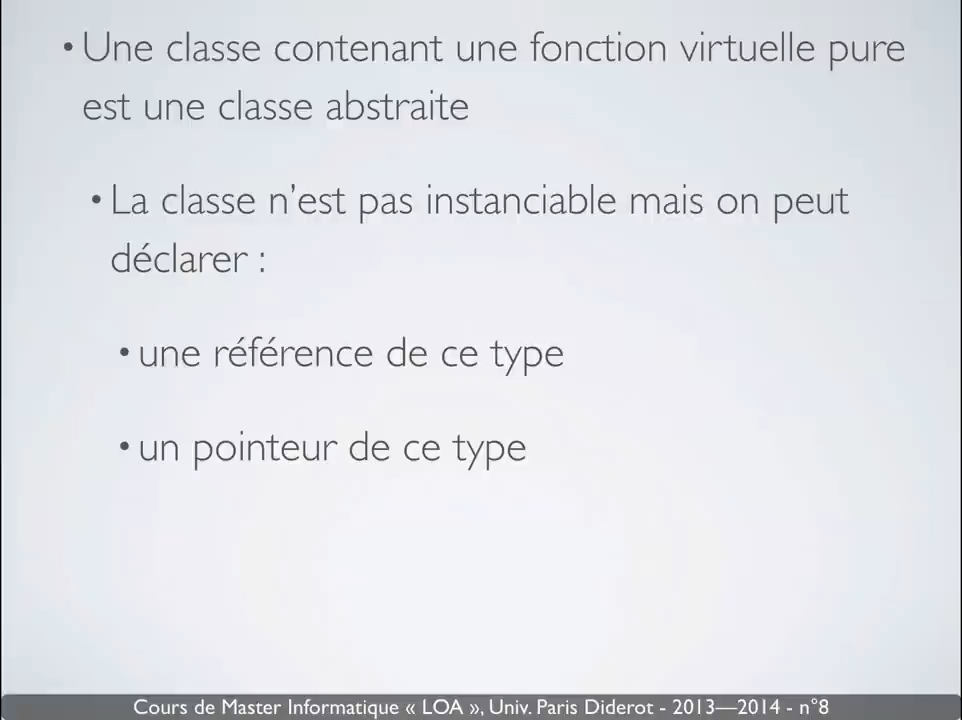 • Une classe contenant une fonction virtuelle pure
est une classe abstraite
• La classe n’est pas instanciable mais on peut
déclarer :
• une référence de ce type
• un pointeur de ce type
Cours de Master Informatique « LOA », Univ. Paris Diderot - 2013—2014 - n°8